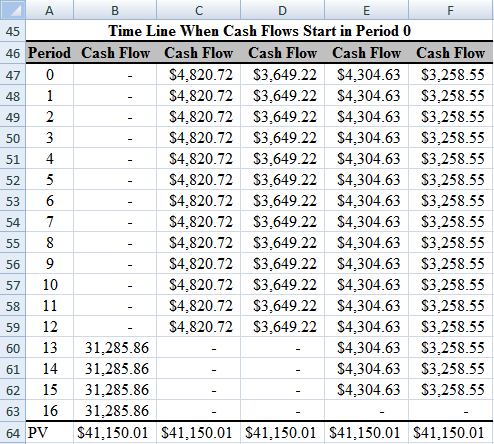 A B C D E F
45 Time Line When Cash Flows Start in Period 0
46 Period Cash Flow Cash Flow Cash Flow Cash Flow Cash Flow
47 0 - $4,820.72 $3,649.22 $4,304.63 $3,258.55
48 1 - $4,820.72 $3,649.22 $4,304.63 $3,258.55
49 2 - $4,820.72 $3,649.22 $4,304.63 $3,258.55
50 3 - $4,820.72 $3,649.22 $4,304.63 $3,258.55
51 4 - $4,820.72 $3,649.22 $4,304.63 $3,258.55
52 5 - $4,820.72 $3,649.22 $4,304.63 $3,258.55
53 6 - $4,820.72 $3,649.22 $4,304.63 $3,258.55
54 7 - $4,820.72 $3,649.22 $4,304.63 $3,258.55
55 8 - $4,820.72 $3,649.22 $4,304.63 $3,258.55
56 9 - $4,820.72 $3,649.22 $4,304.63 $3,258.55
57 10 - $4,820.72 $3,649.22 $4,304.63 $3,258.55
58 11 - $4,820.72 $3,649.22 $4,304.63 $3,258.55
59 12 - $4,820.72 $3,649.22 $4,304.63 $3,258.55
60 13 31,285.86 - - $4,304.63 $3,258.55
61 14 31,285.86 - - $4,304.63 $3,258.55
62 15 31,285.86 - - $4,304.63 $3,258.55
63 16 31,285.86 - - - -
64 PV $41,150.01 $41,150.01 $41,150.01 $41,150.01 $41,150.01